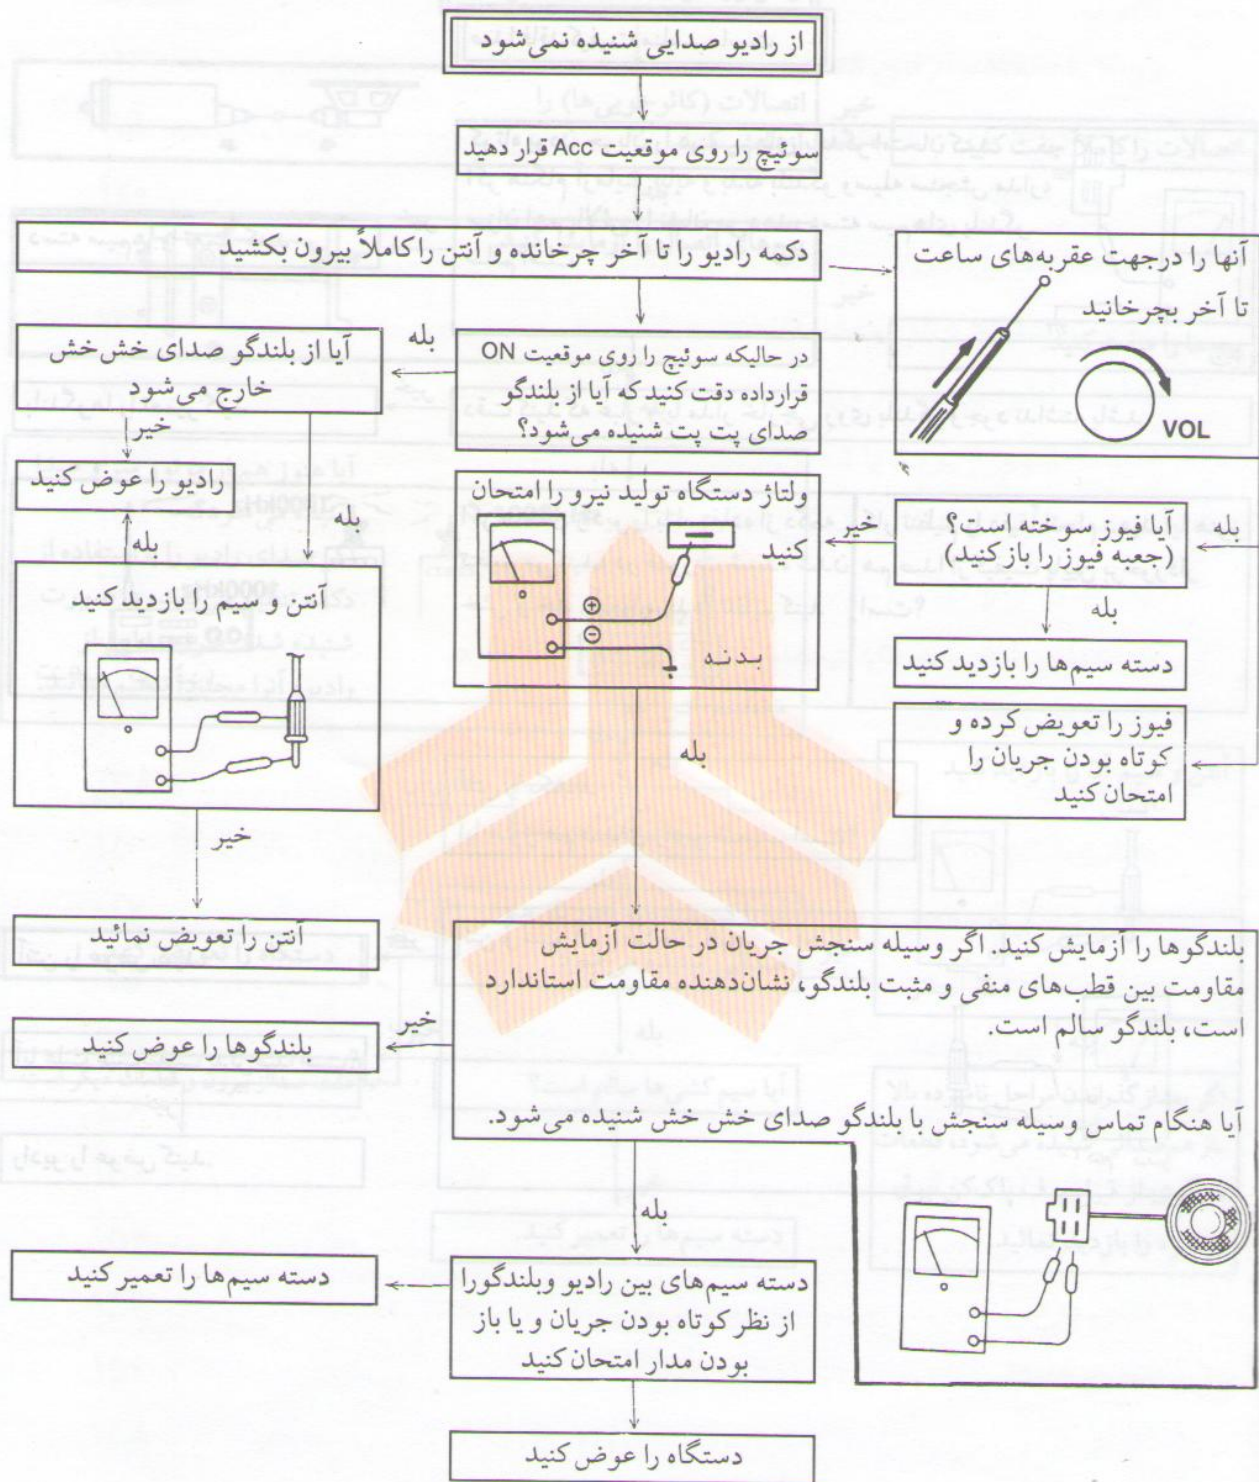 از رادیو صدایی شنیده نمی‌شود
سوئیچ را روی موقعیت Acc قرار دهید
دکمه رادیو را تا آخر چرخانده و آنتن را کاملاً بیرون بکشید
آنها را درجهت عقربه‌های ساعت
تا آخر بچرخانید
VOL
در حالیکه سوئیچ را روی موقعیت ON
قرارداده دقت کنید که آیا از بلندگو
صدای پت پت شنیده می‌شود؟
بله
آیا از بلندگو صدای خش‌خش
خارج می‌شود
خیر
رادیو را عوض کنید
بله
بله
آنتن و سیم را بازدید کنید
خیر
آنتن را تعویض نمائید
بله
آیا فیوز سوخته است؟
(جعبه فیوز را بازکنید)
خیر
ولتاژ دستگاه تولید نیرو را امتحان
کنید
⊕
⊖
بدنه
بله
بله
دسته سیم‌ها را بازدید کنید
فیوز را تعویض کرده و
کوتاه بودن جریان را
امتحان کنید
بلندگوها را آزمایش کنید. اگر وسیله سنجش جریان در حالت آزمایش
مقاومت بین قطب‌های منفی و مثبت بلندگو، نشان‌دهنده مقاومت استاندارد
است، بلندگو سالم است.
خیر
بلندگوها را عوض کنید
آیا هنگام تماس وسیله سنجش با بلندگو صدای خش خش شنیده می‌شود.
بله
دسته سیم‌های بین رادیو وبلندگورا
از نظر کوتاه بودن جریان و یا باز
بودن مدار امتحان کنید
دسته سیم‌ها را تعمیر کنید
دستگاه را عوض کنید